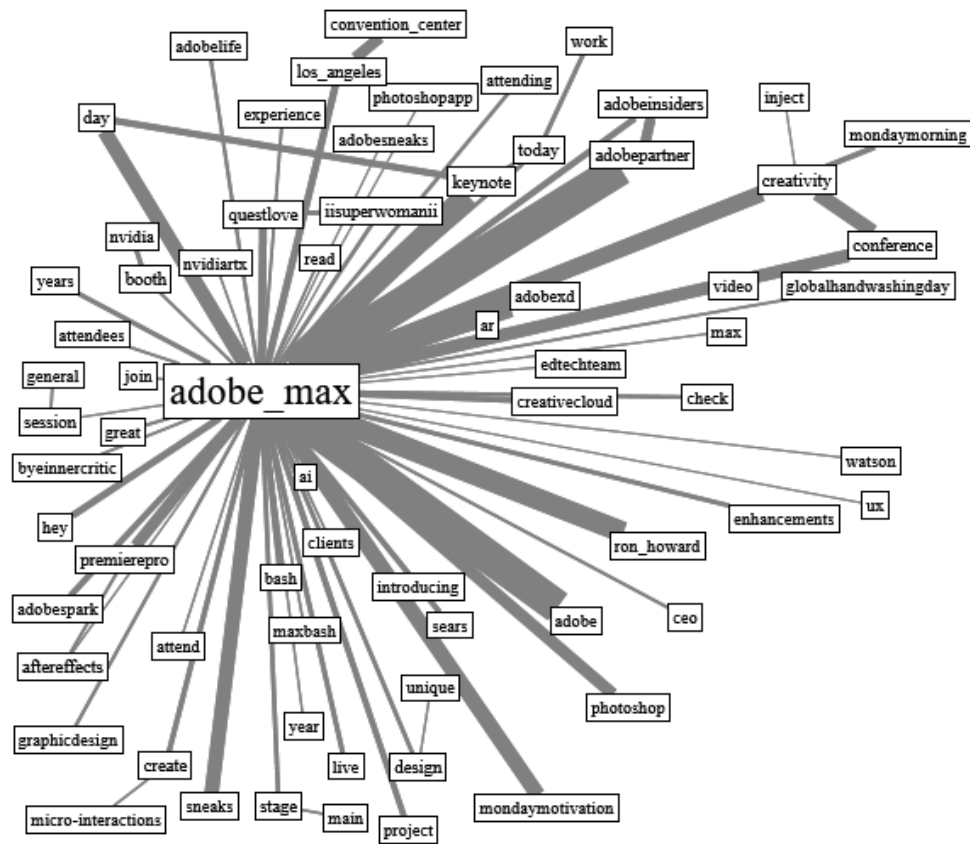 convention_center
work
adobelife
los_angeles
attending
photoshopapp
inject
adobeinsiders
experience
day
mondaymorning
adobesneaks
today
adobepartner
keynote
creativity
questlove
iisuperwomanii
nvidia
conference
read
nvidiartx
booth
years
video
globalhandwashingday
adobexd
ar
max
attendees
edtechteam
general
join
adobe_max
creativecloud
check
session
great
byeinnercritic
watson
ai
ux
enhancements
hey
clients
ron_howard
premierepro
bash
introducing
adobespark
adobe
ceo
sears
maxbash
attend
aftereffects
unique
photoshop
year
graphicdesign
create
live
design
sneaks
stage
mondaymotivation
micro-interactions
main
project